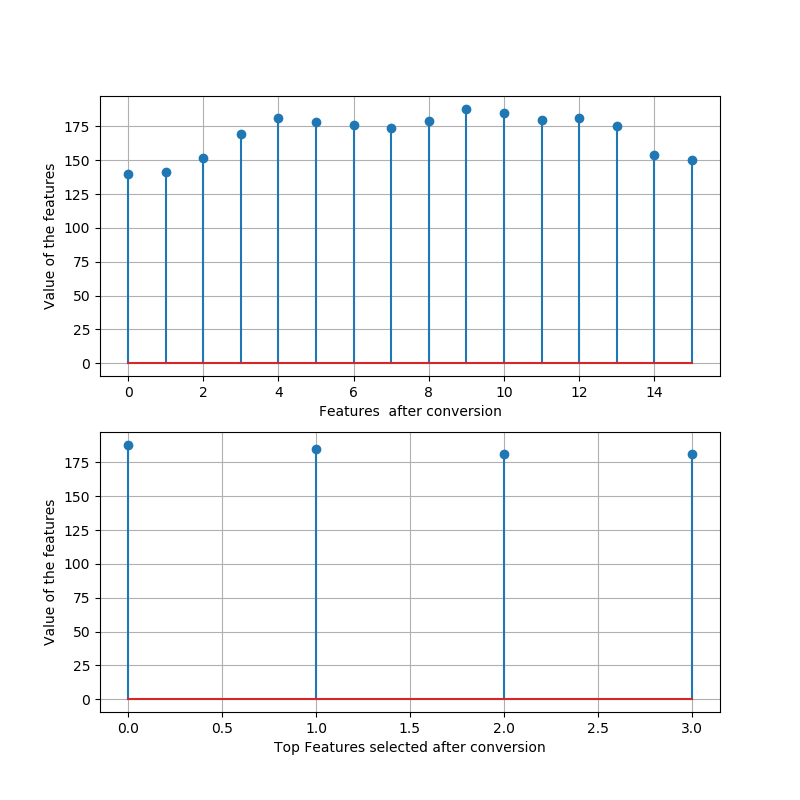 Value of the features
175
150
125
100
75
50
25
0
0 2 4 6 8 10 12 14
Features after conversion
Value of the features
175
150
125
100
75
50
25
0
0.0 0.5 1.0 1.5 2.0 2.5 3.0
Top Features selected after conversion